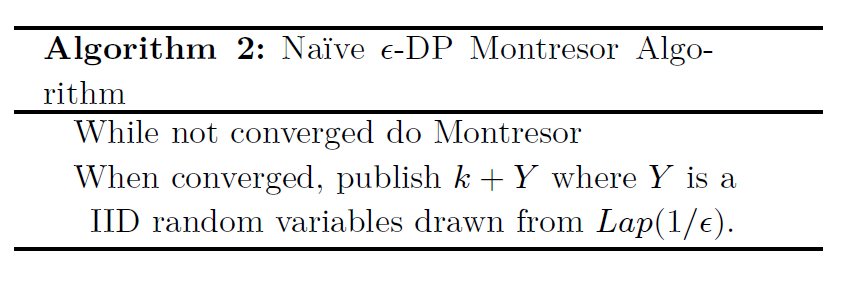 Algorithm 2: Naïve ϵ-DP Montresor Algo-
rithm
While not converged do Montresor
When converged, publish k + Y where Y is a
IID random variables drawn from Lap(1/ϵ).